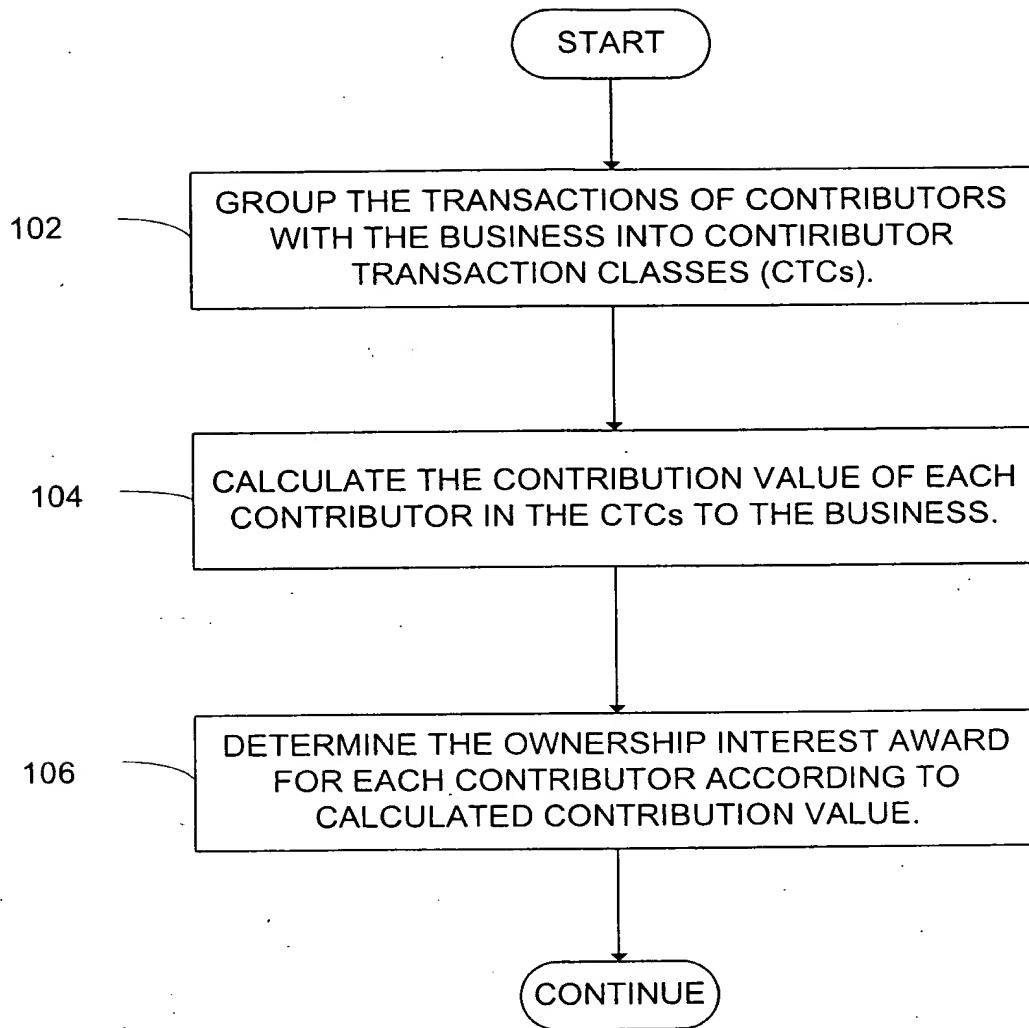 START
102
GROUP THE TRANSACTIONS OF CONTRIBUTORS
WITH THE BUSINESS INTO CONTIRIBUTOR
TRANSACTION CLASSES (CTCs).
104
CALCULATE THE CONTRIBUTION VALUE OF EACH
CONTRIBUTOR IN THE CTCs TO THE BUSINESS.
106
DETERMINE THE OWNERSHIP INTEREST AWARD
FOR EACH CONTRIBUTOR ACCORDING TO
CALCULATED CONTRIBUTION VALUE.
CONTINUE